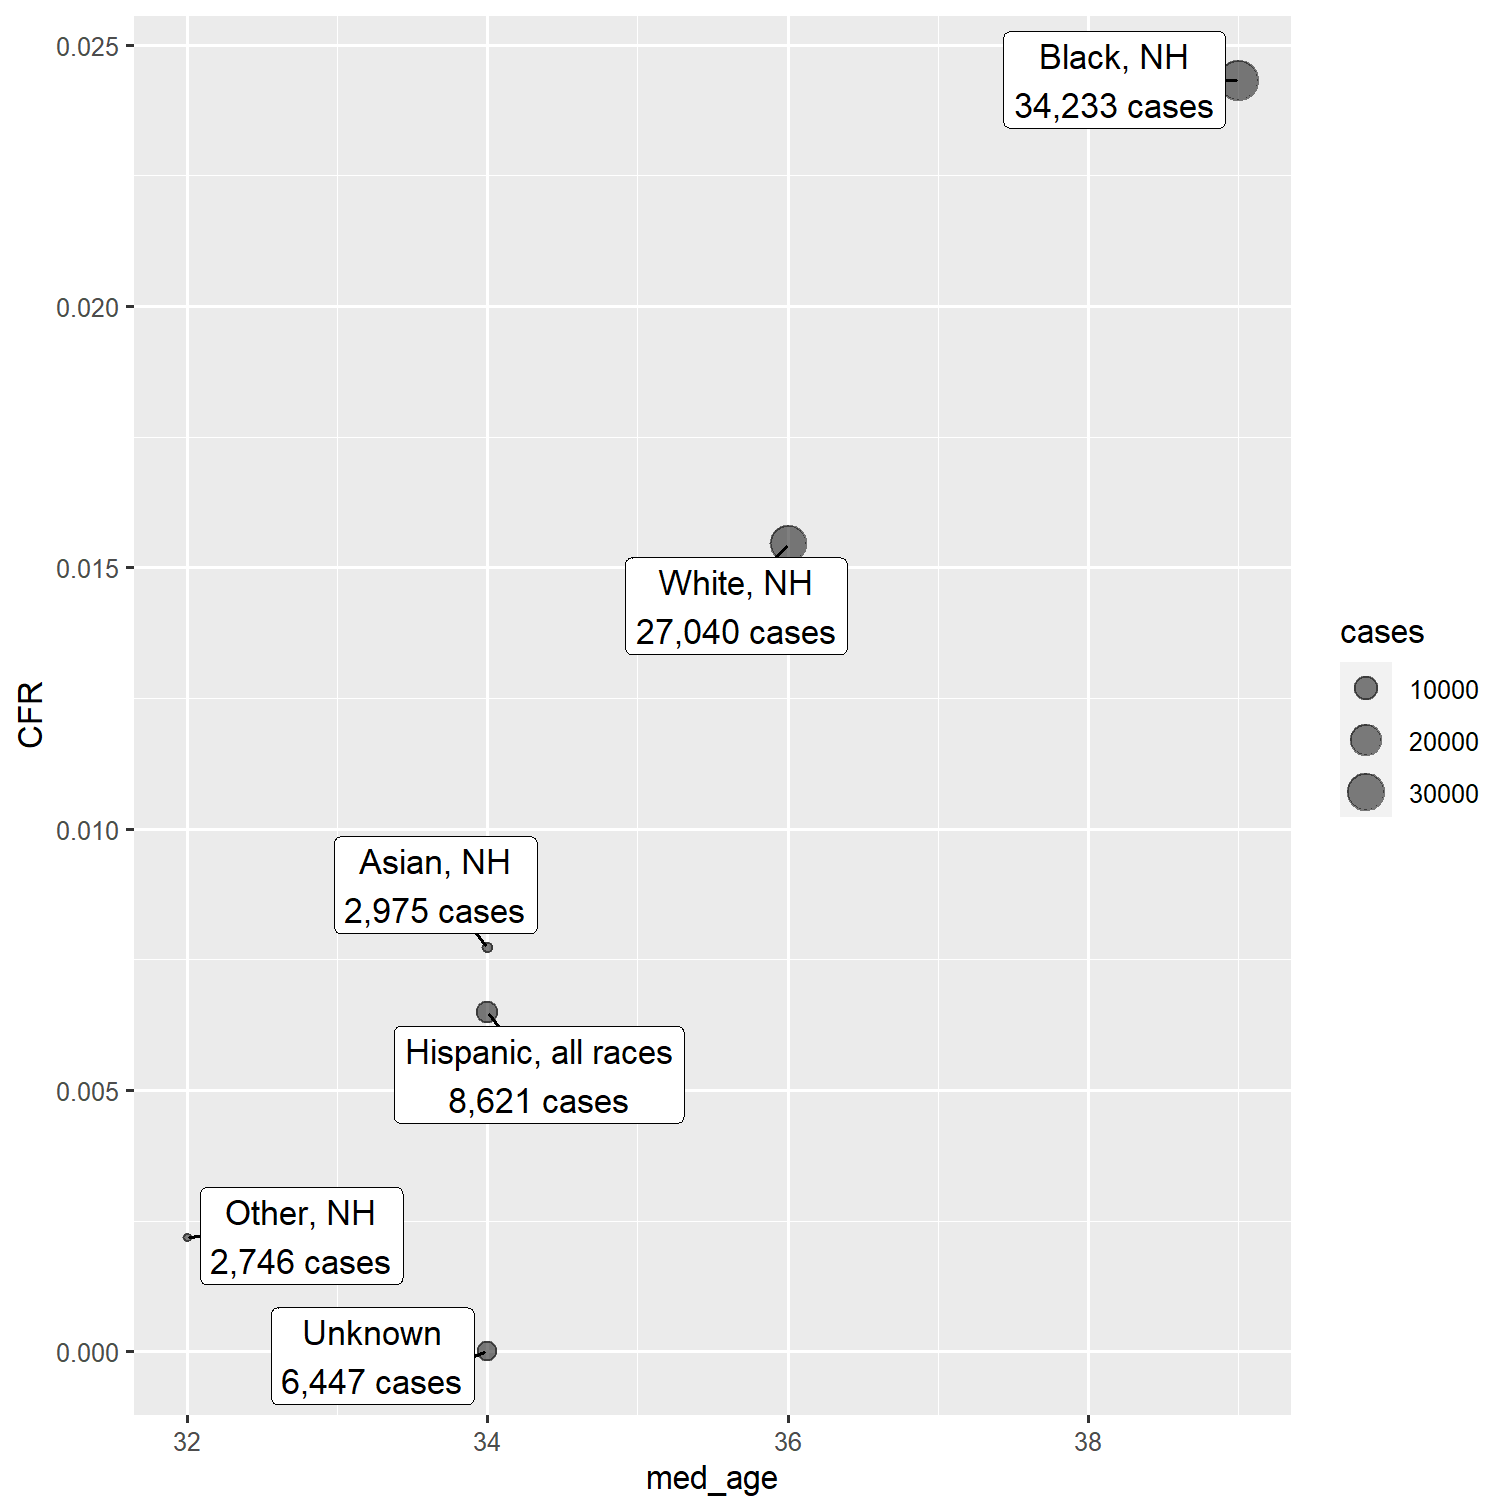 0.025
0.020
0.015
0.010
0.005
0.000
CFR
Black, NH
34,233 cases
White, NH
27,040 cases
Asian, NH
2,975 cases
Hispanic, all races
8,621 cases
Other, NH
2,746 cases
Unknown
6,447 cases
32
34
36
38
med_age
cases
10000
20000
30000